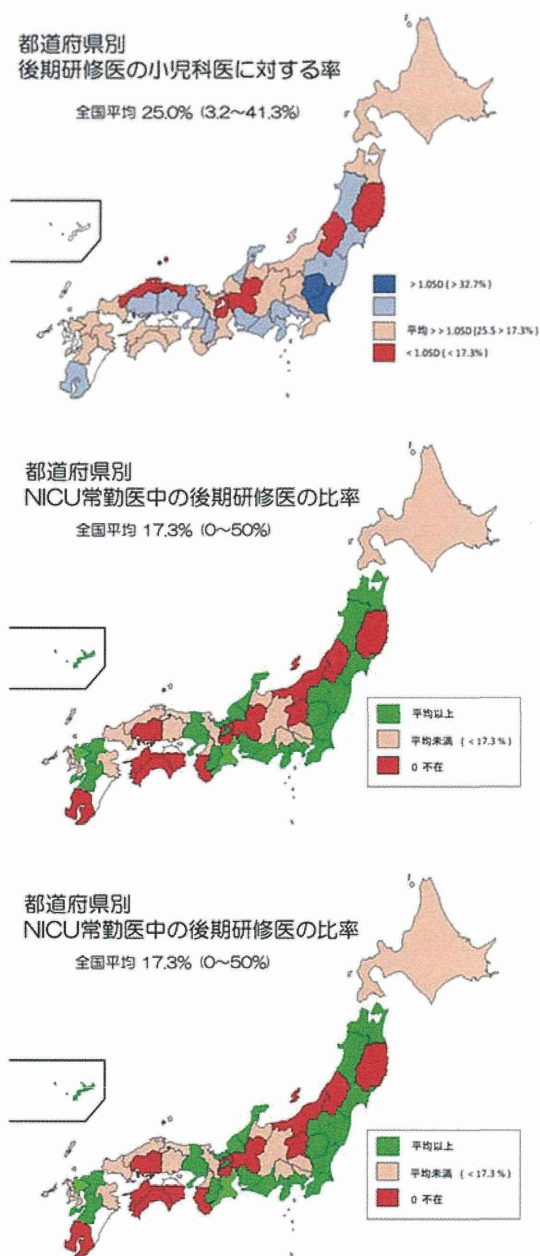 都道府県別
後期研修医の小児科医に対する率
全国平均 25.0% (3.2～41.3%)
> 1.0SD ( > 32.7%)
平均 > > 1.0SD (25.5 > 17.3%)
< 1.0SD ( < 17.3%)
都道府県別
NICU常勤医中の後期研修医の比率
全国平均 17.3% (0～50%)
平均以上
平均未満 ( < 17.3 %)
0 不在
都道府県別
NICU常勤医中の後期研修医の比率
全国平均 17.3% (0～50%)
平均以上
平均未満 ( < 17.3 %)
0 不在